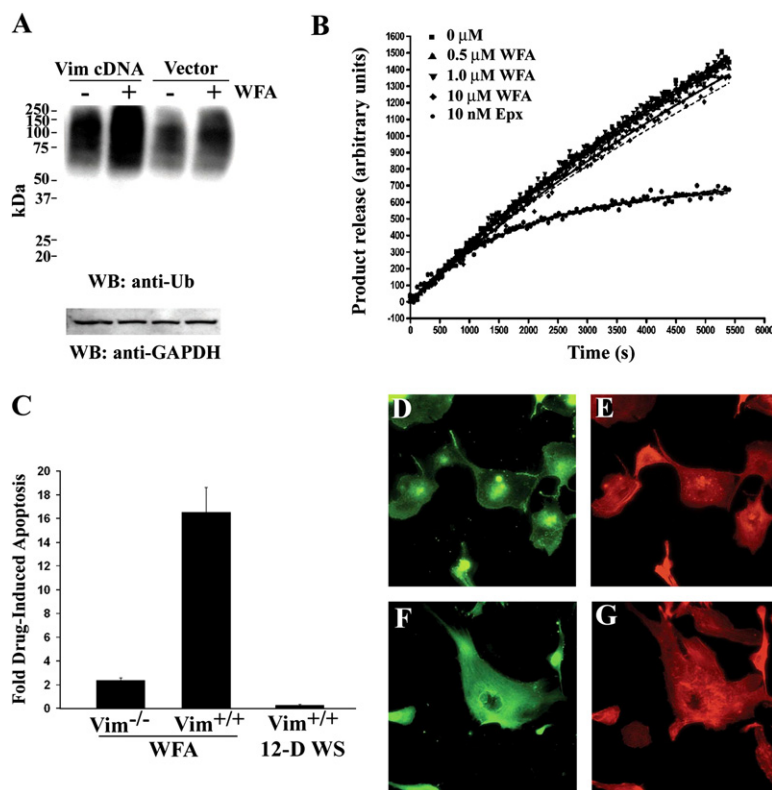 A
Vim cDNA Vector
- + - + WFA
250
150
100
75
50
37
25
20
kDa
WB: anti-Ub
WB: anti-GAPDH
B
0 μM
0.5 μM WFA
1.0 μM WFA
10 μM WFA
10 nM Epx
Product release (arbitrary units)
1600
1500
1400
1300
1200
1100
1000
900
800
700
600
500
400
300
200
100
0
-100
0 500 1000 1500 2000 2500 3000 3500 4000 4500 5000 5500 6000
Time (s)
C
Fold Drug-Induced Apoptosis
20
18
16
14
12
10
8
6
4
2
0
Vim-/- Vim+/+ Vim+/+
WFA 12-D WS
D
E
F
G